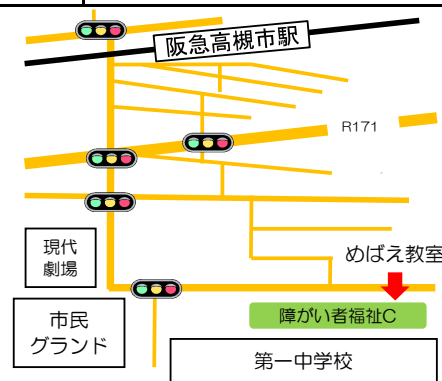 阪急高槻市駅
R171
現代
劇場
めばえ教室
障がい者福祉C
市民
グランド
第一中学校